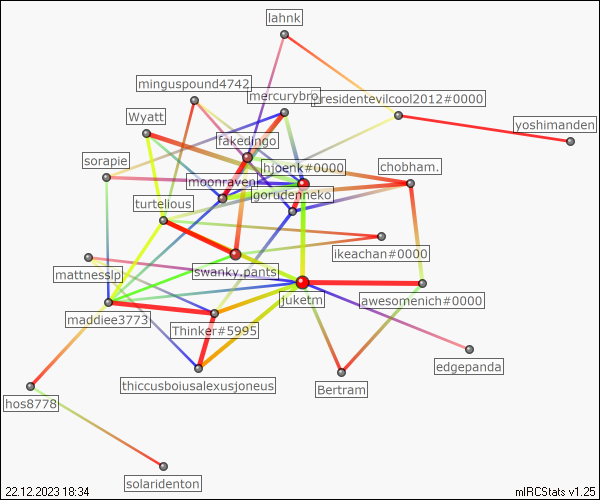 lahnk
minguspound4742
mercurybro
presidentevilcool2012#0000
Wyatt
yoshimanden
fakedingo
sorapie
hjoenk#0000
chobham.
moonraven
gorudenneko
turtelious
ikeachan#0000
swanky.pants
mattnesslp
juketm
awesomenich#0000
maddiee3773
Thinker#5995
edgepanda
thiccusboiusalexusjoneus
Bertram
hos8778
solaridenton
22.12.2023 18:34
mIRCStats v1.25